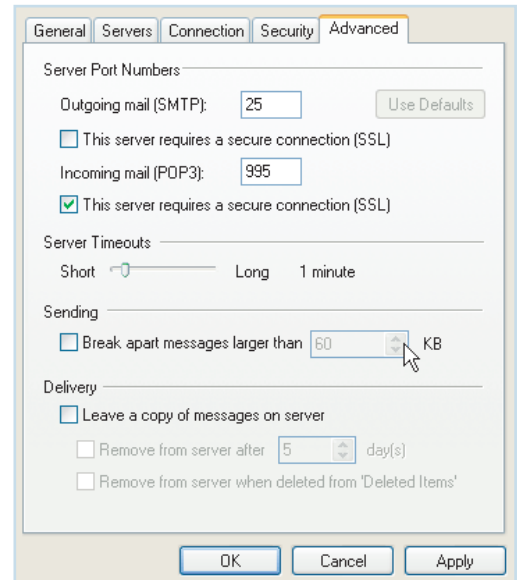 General Servers Connection Security Advanced
Server Port Numbers
Outgoing mail (SMTP): 25 Use Defaults
This server requires a secure connection (SSL)
Incoming mail (POP3): 995
This server requires a secure connection (SSL)
Server Timeouts
Short Long 1 minute
Sending
Break apart messages larger than 60 KB
Delivery
Leave a copy of messages on server
Remove from server after 5 day(s)
Remove from server when deleted from 'Deleted Items'
OK Cancel Apply